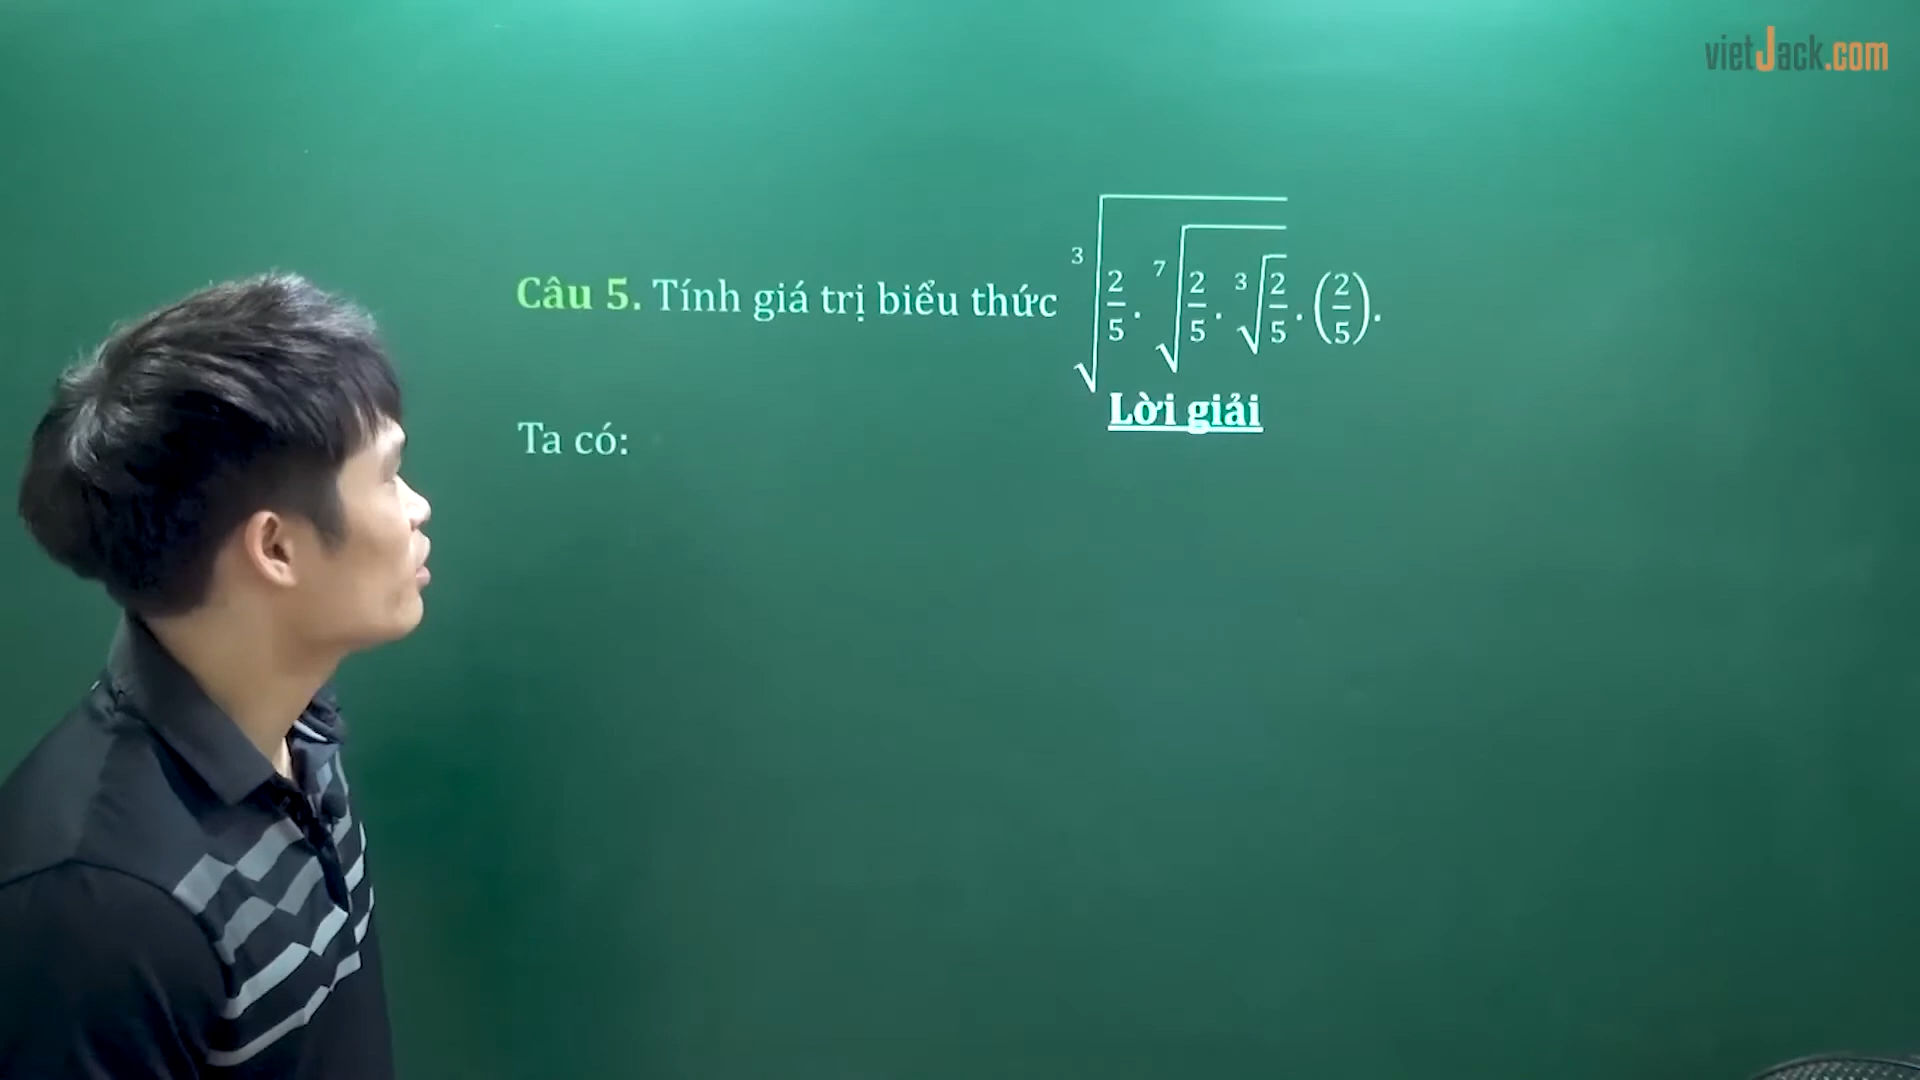 vietJack.com
Câu 5. Tính giá trị biểu thức ∛(2/5 · ⁷√(2/5 · ∛(2/5))) · (2/5).
Lời giải
Ta có: